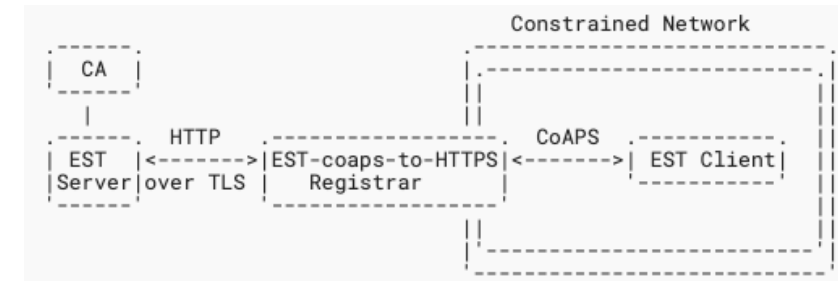 Constrained Network
CA
HTTP CoAPS
EST <-------->EST-coaps-to-HTTPS<-------> EST Client
Server over TLS Registrar